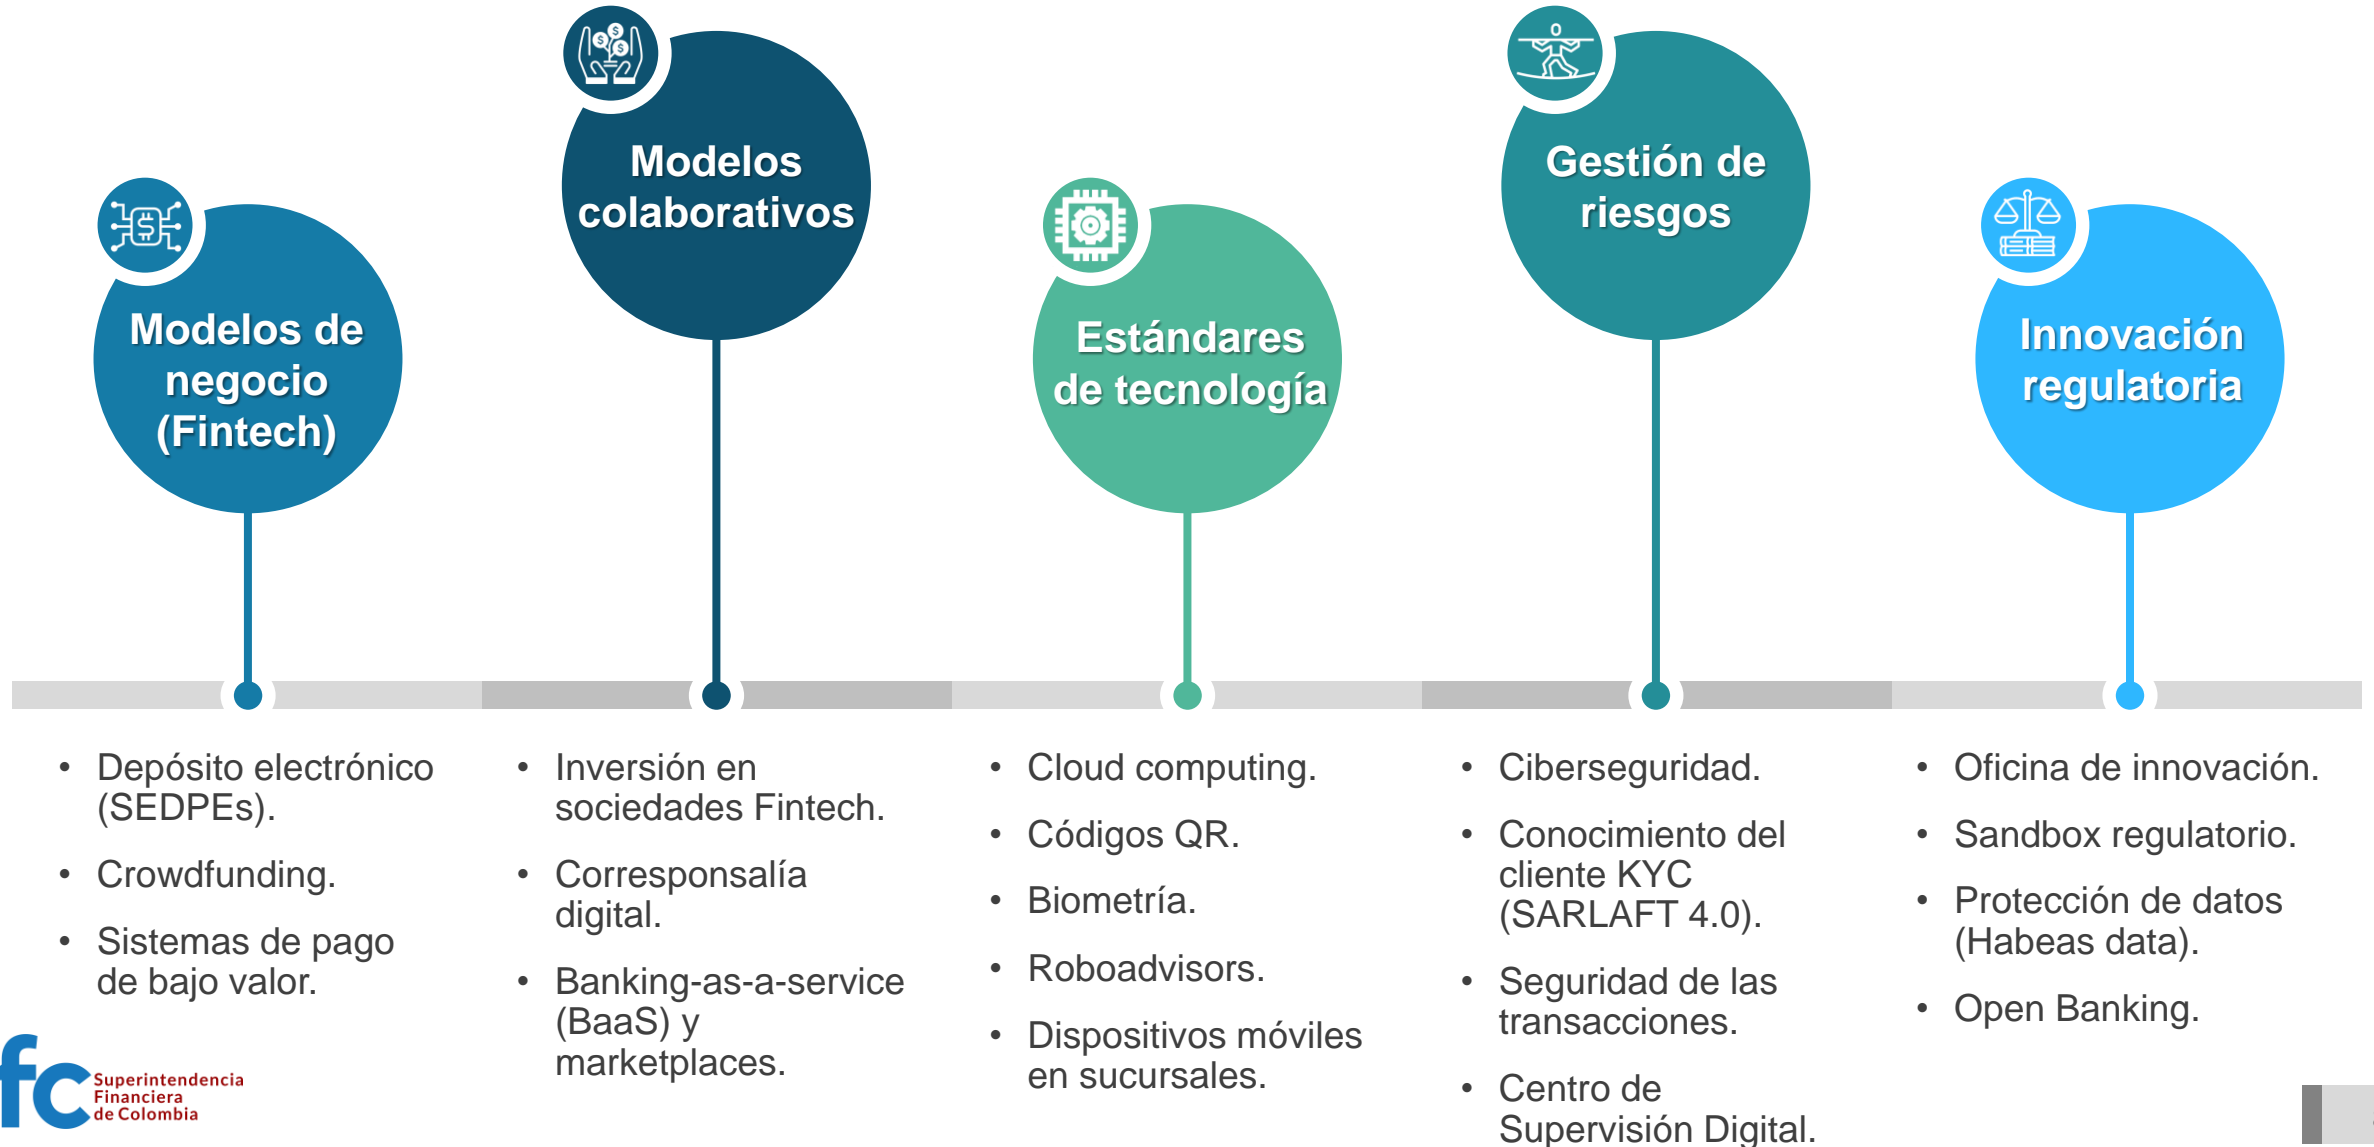 Modelos de
negocio
(Fintech)
Modelos
colaborativos
Estándares
de tecnología
Gestión de
riesgos
Innovación
regulatoria
• Depósito electrónico
(SEDPEs).
• Crowdfunding.
• Sistemas de pago
de bajo valor.
• Inversión en
sociedades Fintech.
• Corresponsalía
digital.
• Banking-as-a-service
(BaaS) y
marketplaces.
• Cloud computing.
• Códigos QR.
• Biometría.
• Roboadvisors.
• Dispositivos móviles
en sucursales.
• Ciberseguridad.
• Conocimiento del
cliente KYC
(SARLAFT 4.0).
• Seguridad de las
transacciones.
• Centro de
Supervisión Digital.
• Oficina de innovación.
• Sandbox regulatorio.
• Protección de datos
(Habeas data).
• Open Banking.
fc
Superintendencia
Financiera
de Colombia